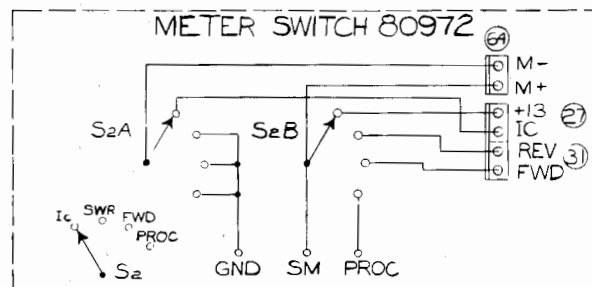 METER SWITCH 80972
64
M-
M+
S2A
S2B
+13
27
IC
REV
31
FWD
Ic
SWR
FWD
PROC
S2
GND
SM
PROC